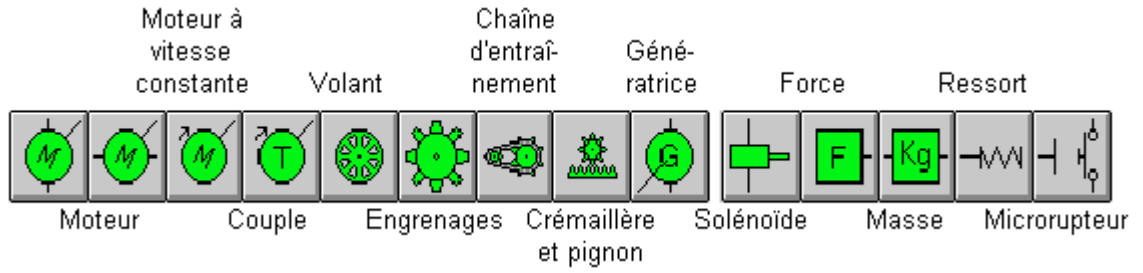 Moteur à
vitesse
constante
Volant
Chaîne
d'entraî-
nement
Géné-
ratrice
Force
Ressort
M
M
M
T
G
F
Kg
Moteur
Couple
Engrenages
Crémaillère
et pignon
Solénoïde
Masse
Microrupteur